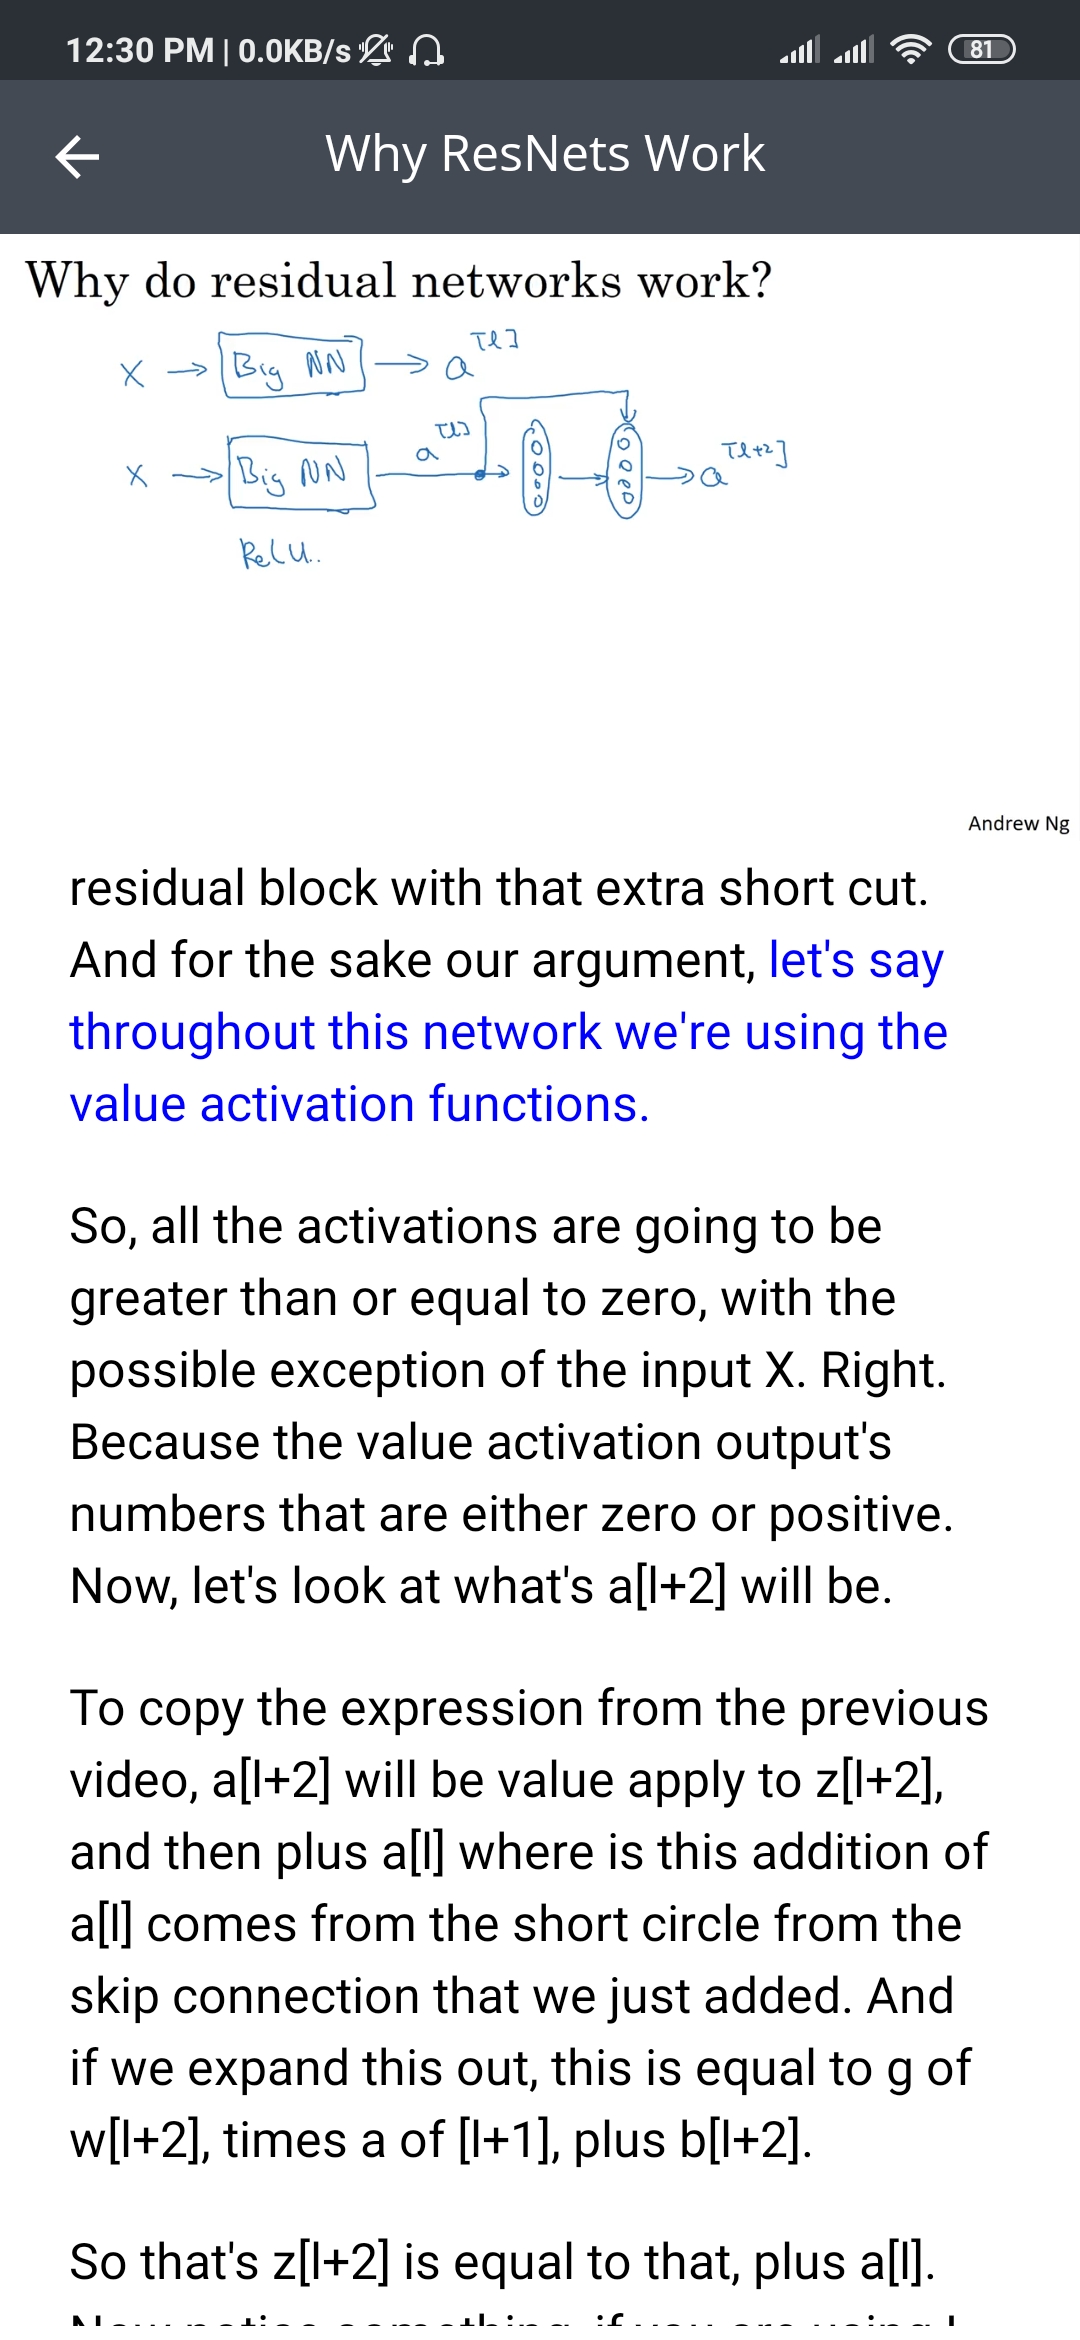 12:30 PM | 0.0KB/s
81
Why ResNets Work
Why do residual networks work?
X → Big NN → a[l]
X → Big NN a[l] → a[l+2]
ReLU..
Andrew Ng
residual block with that extra short cut.
And for the sake our argument, let's say
throughout this network we're using the
value activation functions.
So, all the activations are going to be
greater than or equal to zero, with the
possible exception of the input X. Right.
Because the value activation output's
numbers that are either zero or positive.
Now, let's look at what's a[l+2] will be.
To copy the expression from the previous
video, a[l+2] will be value apply to z[l+2],
and then plus a[l] where is this addition of
a[l] comes from the short circle from the
skip connection that we just added. And
if we expand this out, this is equal to g of
w[l+2], times a of [l+1], plus b[l+2].
So that's z[l+2] is equal to that, plus a[l].